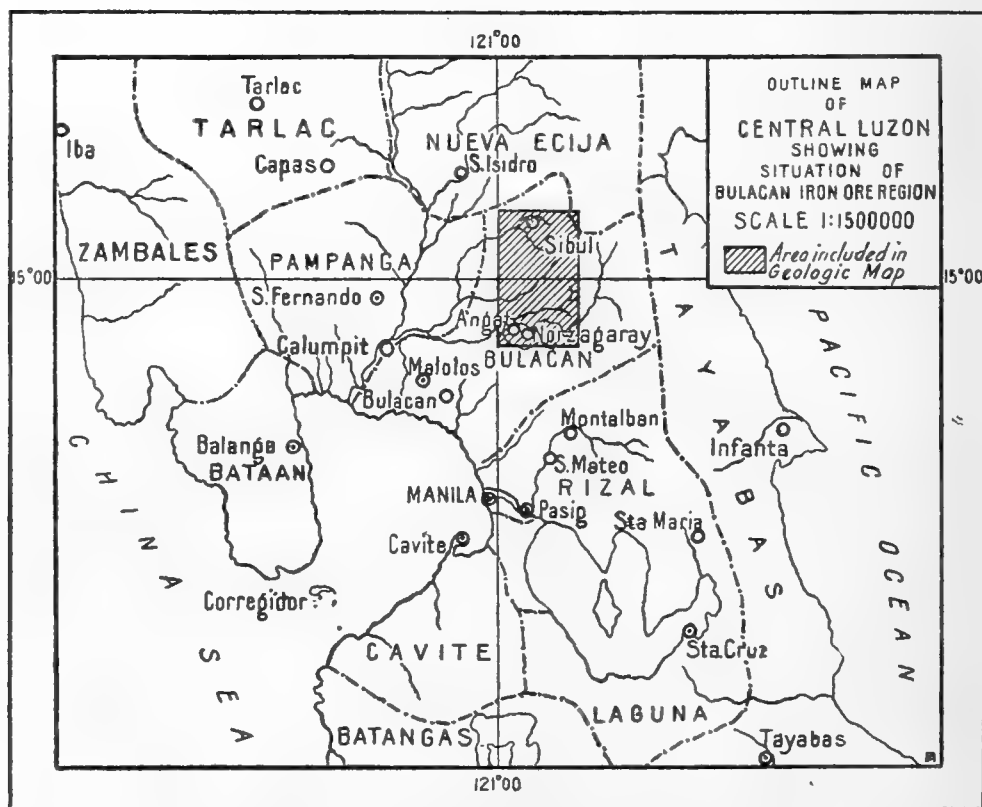 121°00
OUTLINE MAP
OF
CENTRAL LUZON
SHOWING
SITUATION OF
BULACAN IRON ORE REGION
SCALE 1:1500000
Area included in
Geologic Map
Tarlac
TARLAC
Iba
Capas
NUEVA ECIJA
S. Isidro
Sibul
ZAMBALES
PAMPANGA
15°00
15°00
S. Fernando
Angat
Norzagaray
Calumpit
BULACAN
Malolos
Bulacan
Montalban
Infanta
Balanga
BATAAN
S. Mateo
RIZAL
MANILA
Pasig
Sta Maria
Cavite
TAYABAS
PACIFIC OCEAN
CHINA SEA
Corregidor
CAVITE
Sta. Cruz
LAGUNA
BATANGAS
Tayabas
121°00